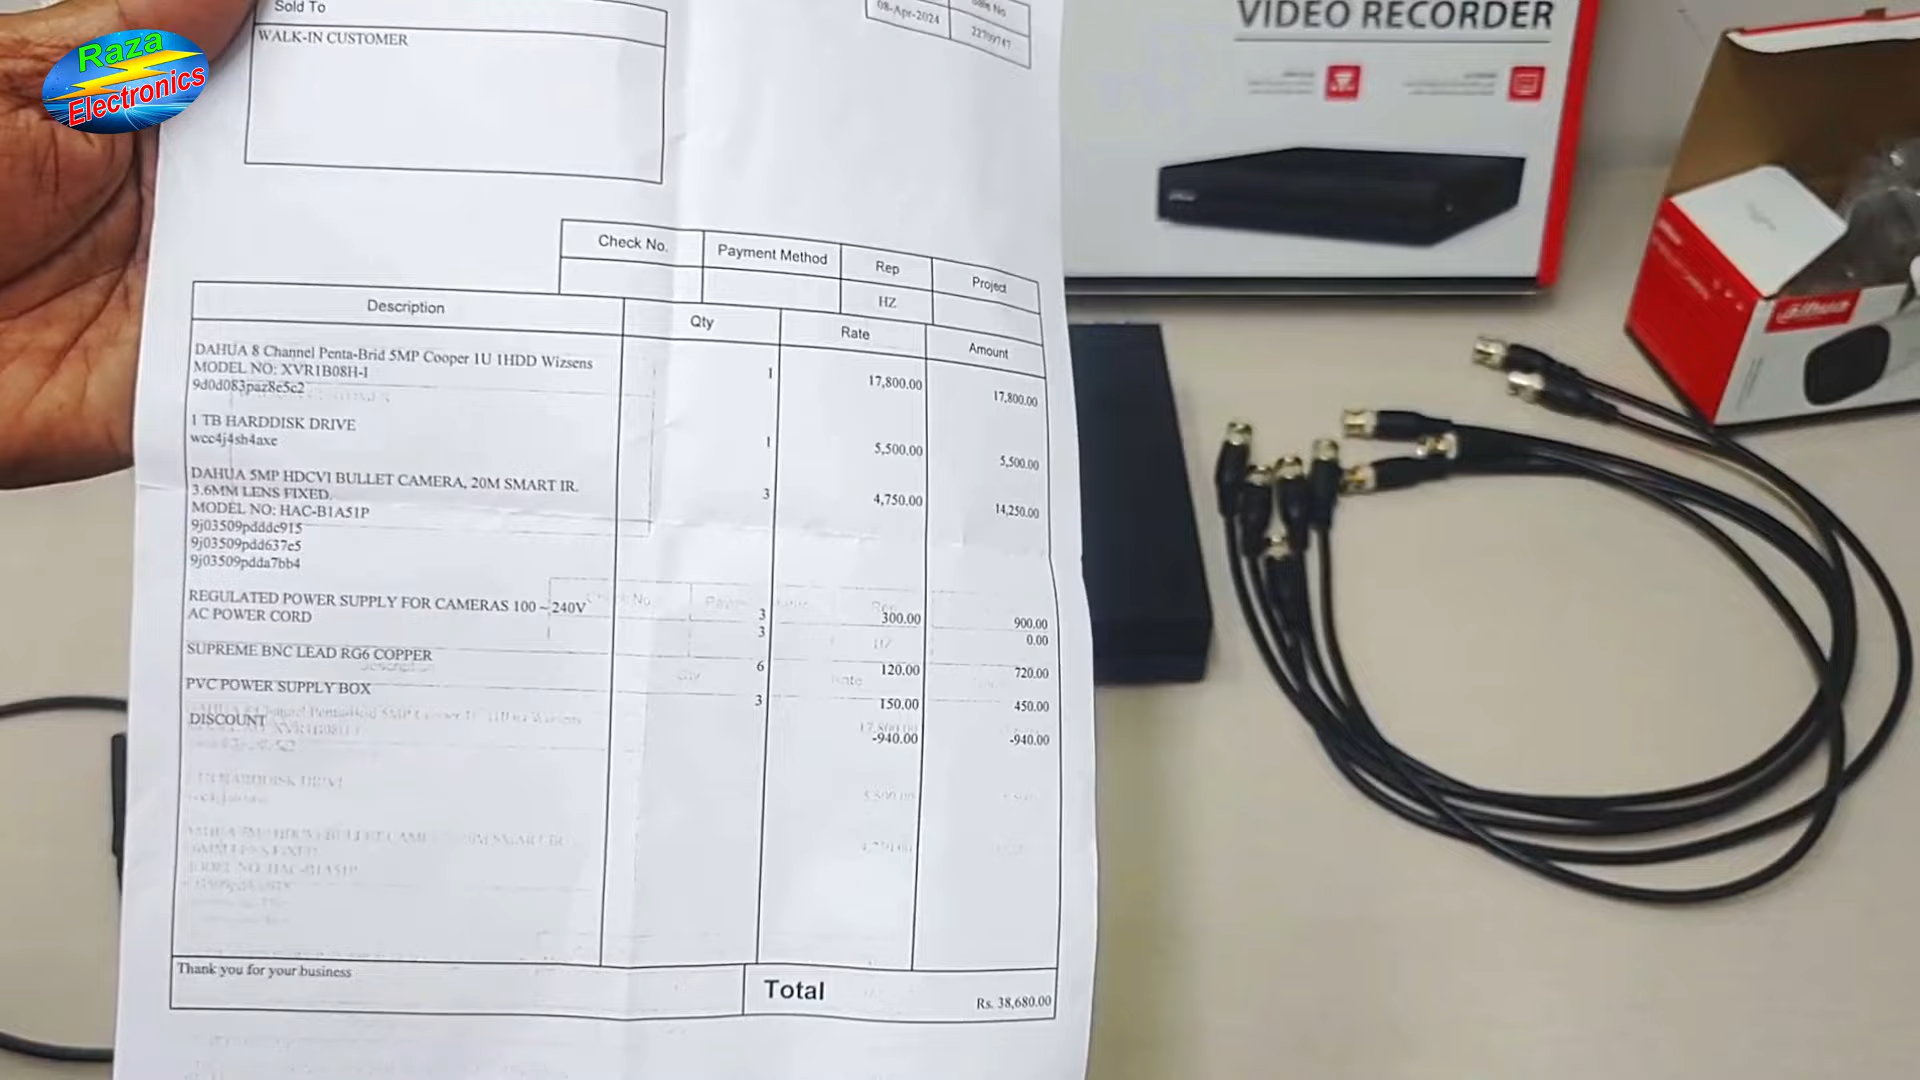 Raza
Electronics
Sold To
WALK-IN CUSTOMER
08-Apr-2024
Sale No
22709747
VIDEO RECORDER
Check No.
Payment Method
Rep
Project
HZ
Description
Qty
Rate
Amount
DAHUA 8 Channel Penta-Brid 5MP Cooper 1U 1HDD Wizsens
MODEL NO: XVR1B08H-I
9d0d083paz8e5c2
1 17,800.00 17,800.00
1 TB HARDDISK DRIVE
wcc4j4sh4axe
1 5,500.00 5,500.00
DAHUA 5MP HDCVI BULLET CAMERA, 20M SMART IR.
3.6MM LENS FIXED.
MODEL NO: HAC-B1A51P
9j03509pdddc915
9j03509pdd637e5
9j03509pdda7bb4
3 4,750.00 14,250.00
REGULATED POWER SUPPLY FOR CAMERAS 100 ~ 240V 3 300.00 900.00
AC POWER CORD 3 0.00
SUPREME BNC LEAD RG6 COPPER 6 120.00 720.00
PVC POWER SUPPLY BOX 3 150.00 450.00
DISCOUNT -940.00 -940.00
Thank you for your business
Total
Rs. 38,680.00
alhua